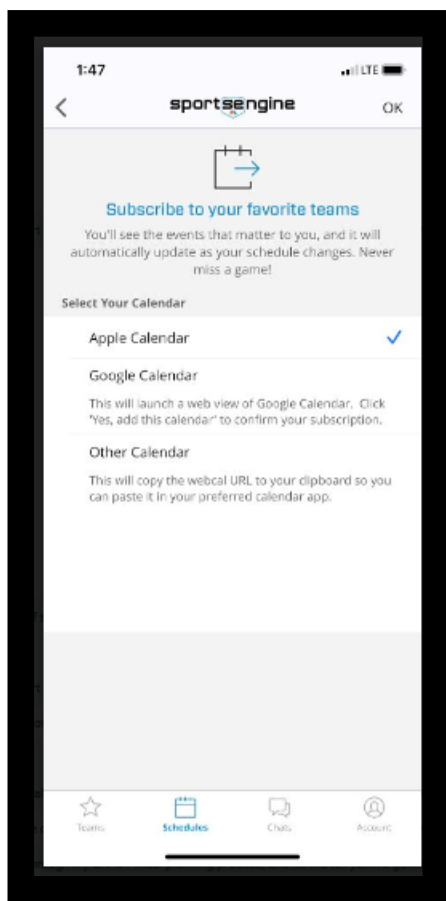 1:47
LTE
sportsengine
OK
Subscribe to your favorite teams
You'll see the events that matter to you, and it will
automatically update as your schedule changes. Never
miss a game!
Select Your Calendar
Apple Calendar
Google Calendar
This will launch a web view of Google Calendar. Click
'Yes, add this calendar' to confirm your subscription.
Other Calendar
This will copy the webcal URL to your clipboard so you
can paste it in your preferred calendar app.
Teams
Schedules
Chats
Account